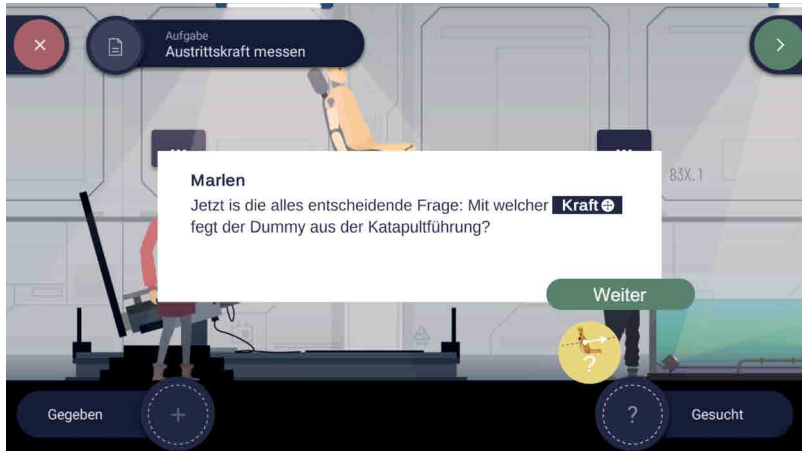 Aufgabe
Austrittskraft messen
83X.1
Marlen
Jetzt is die alles entscheidende Frage: Mit welcher Kraft
fegt der Dummy aus der Katapultführung?
Weiter
?
Gegeben
+
?
Gesucht